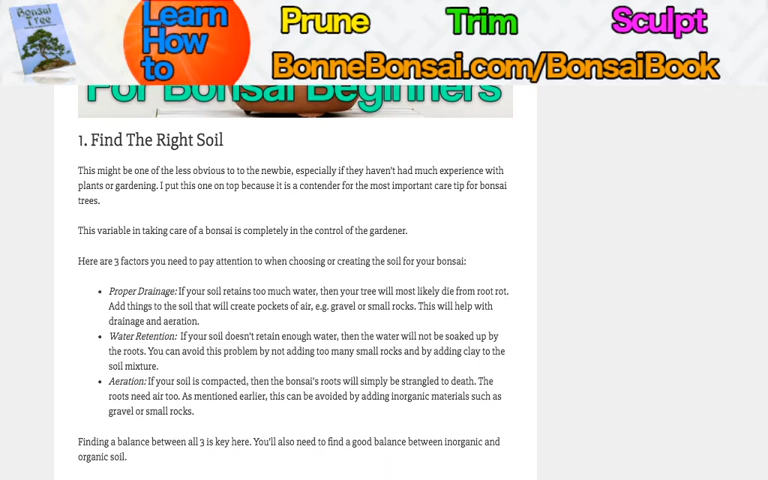 Bonsai
Tree
Learn
How
to
Prune
Trim
Sculpt
BonneBonsai.com/BonsaiBook
For Bonsai Beginners
1. Find The Right Soil
This might be one of the less obvious to to the newbie, especially if they haven't had much experience with
plants or gardening. I put this one on top because it is a contender for the most important care tip for bonsai
trees.
This variable in taking care of a bonsai is completely in the control of the gardener.
Here are 3 factors you need to pay attention to when choosing or creating the soil for your bonsai:
• Proper Drainage: If your soil retains too much water, then your tree will most likely die from root rot.
Add things to the soil that will create pockets of air, e.g. gravel or small rocks. This will help with
drainage and aeration.
• Water Retention: If your soil doesn't retain enough water, then the water will not be soaked up by
the roots. You can avoid this problem by not adding too many small rocks and by adding clay to the
soil mixture.
• Aeration: If your soil is compacted, then the bonsai's roots will simply be strangled to death. The
roots need air too. As mentioned earlier, this can be avoided by adding inorganic materials such as
gravel or small rocks.
Finding a balance between all 3 is key here. You'll also need to find a good balance between inorganic and
organic soil.